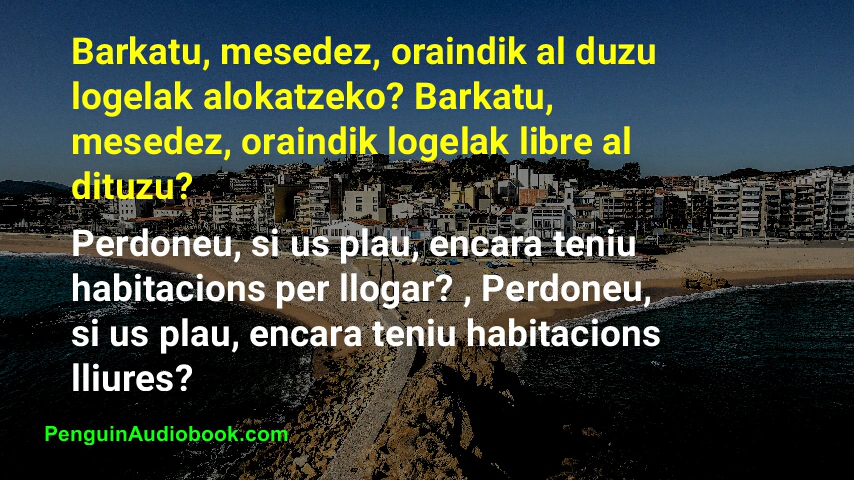 Barkatu, mesedez, oraindik al duzu
logelak alokatzeko? Barkatu,
mesedez, oraindik logelak libre al
dituzu?
Perdoneu, si us plau, encara teniu
habitacions per llogar? , Perdoneu,
si us plau, encara teniu habitacions
lliures?
PenguinAudiobook.com